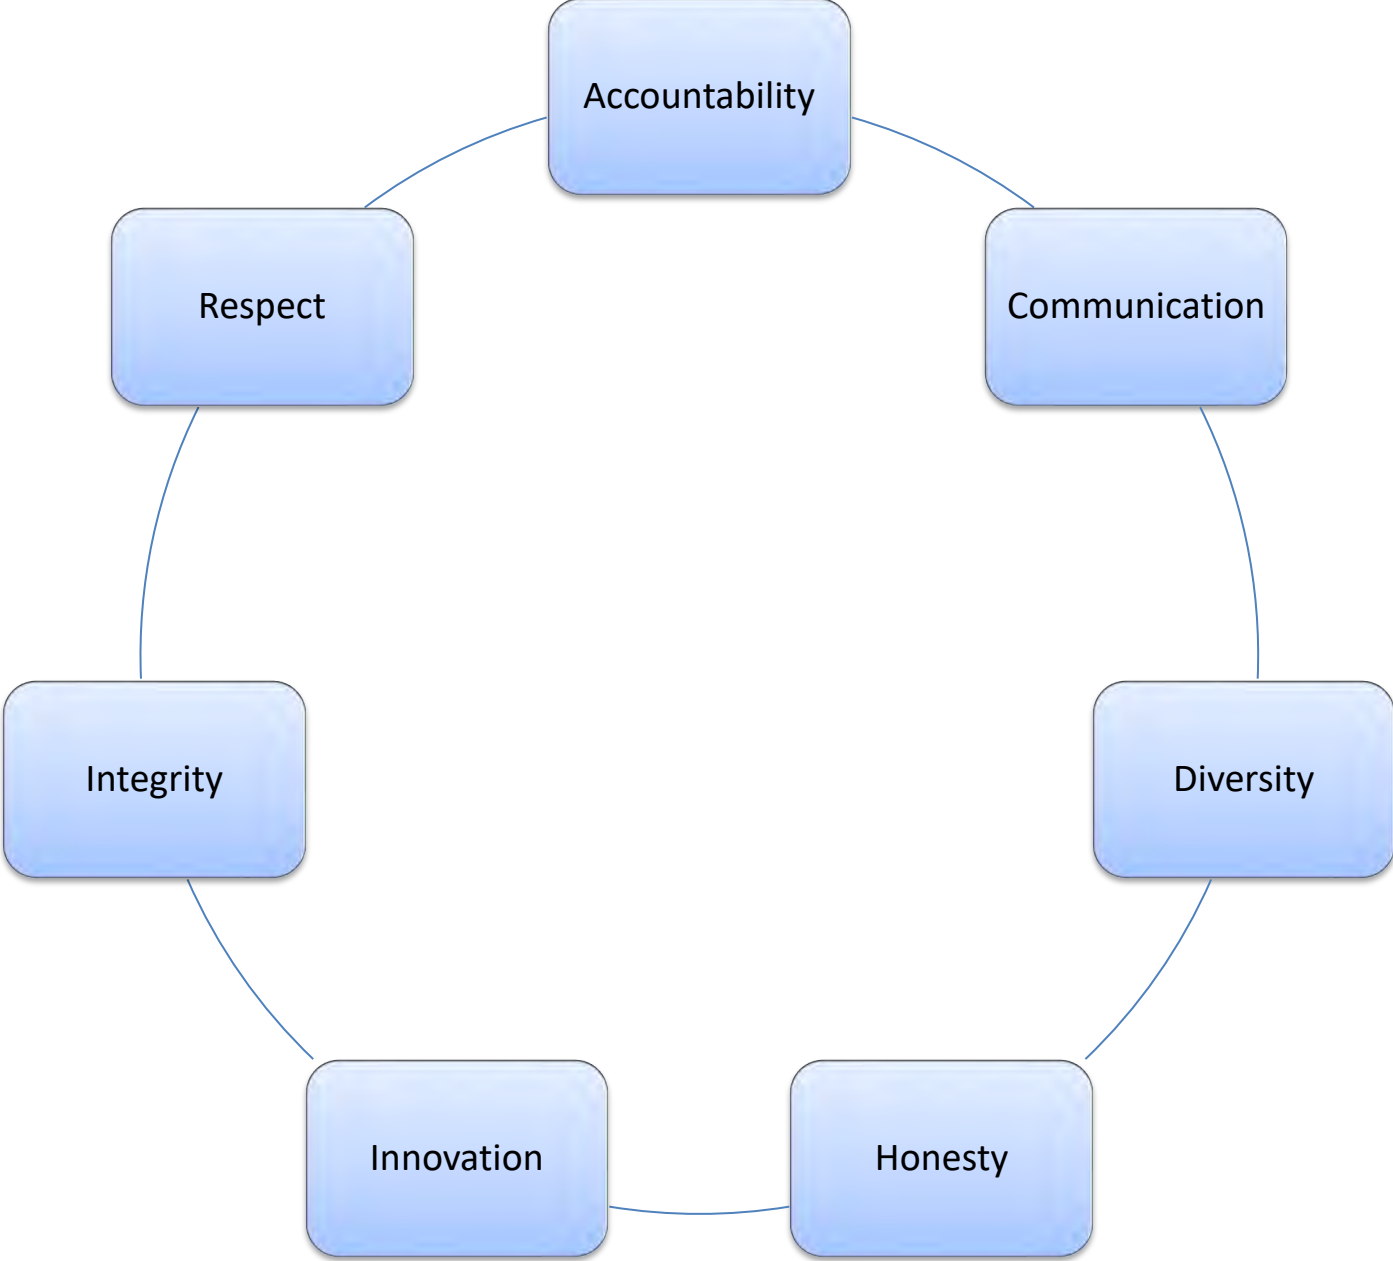 Accountability
Communication
Diversity
Honesty
Innovation
Integrity
Respect